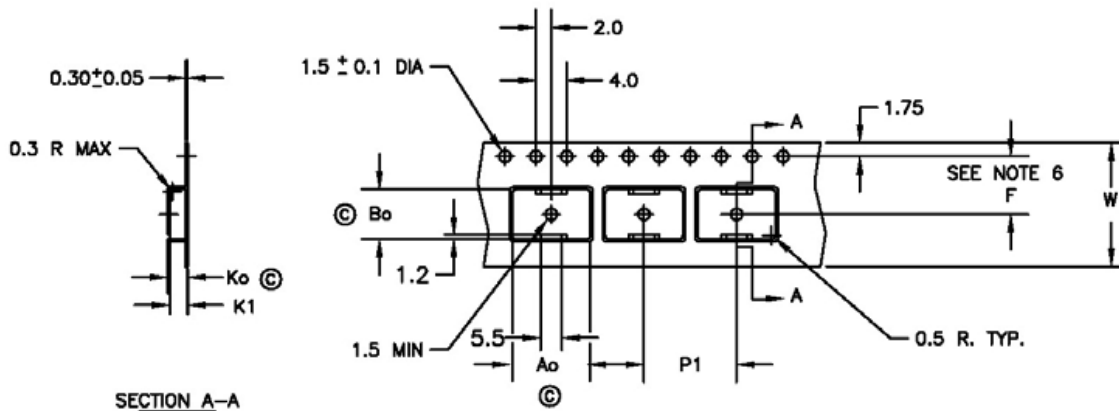 2.0
0.30±0.05
1.5 ± 0.1 DIA
4.0
A
1.75
0.3 R MAX
SEE NOTE 6
F
W
Ⓒ Bo
1.2
Ko Ⓒ
K1
A
5.5
1.5 MIN
Ao
P1
0.5 R. TYP.
Ⓒ
SECTION A-A